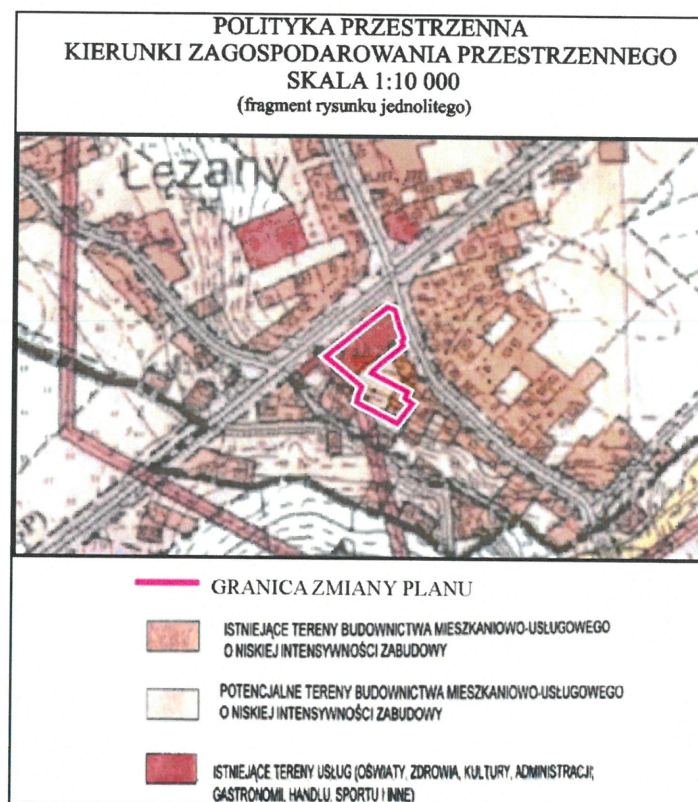 POLITYKA PRZESTRZENNA
KIERUNKI ZAGOSPODAROWANIA PRZESTRZENNEGO
SKALA 1:10 000
(fragment rysunku jednolitego)
Łężany
GRANICA ZMIANY PLANU
ISTNIEJĄCE TERENY BUDOWNICTWA MIESZKANIOWO-USŁUGOWEGO
O NISKIEJ INTENSYWNOŚCI ZABUDOWY
POTENCJALNE TERENY BUDOWNICTWA MIESZKANIOWO-USŁUGOWEGO
O NISKIEJ INTENSYWNOŚCI ZABUDOWY
ISTNIEJĄCE TERENY USŁUG (OŚWIATY, ZDROWIA, KULTURY, ADMINISTRACJI,
GASTRONOMII, HANDLU, SPORTU I INNE)